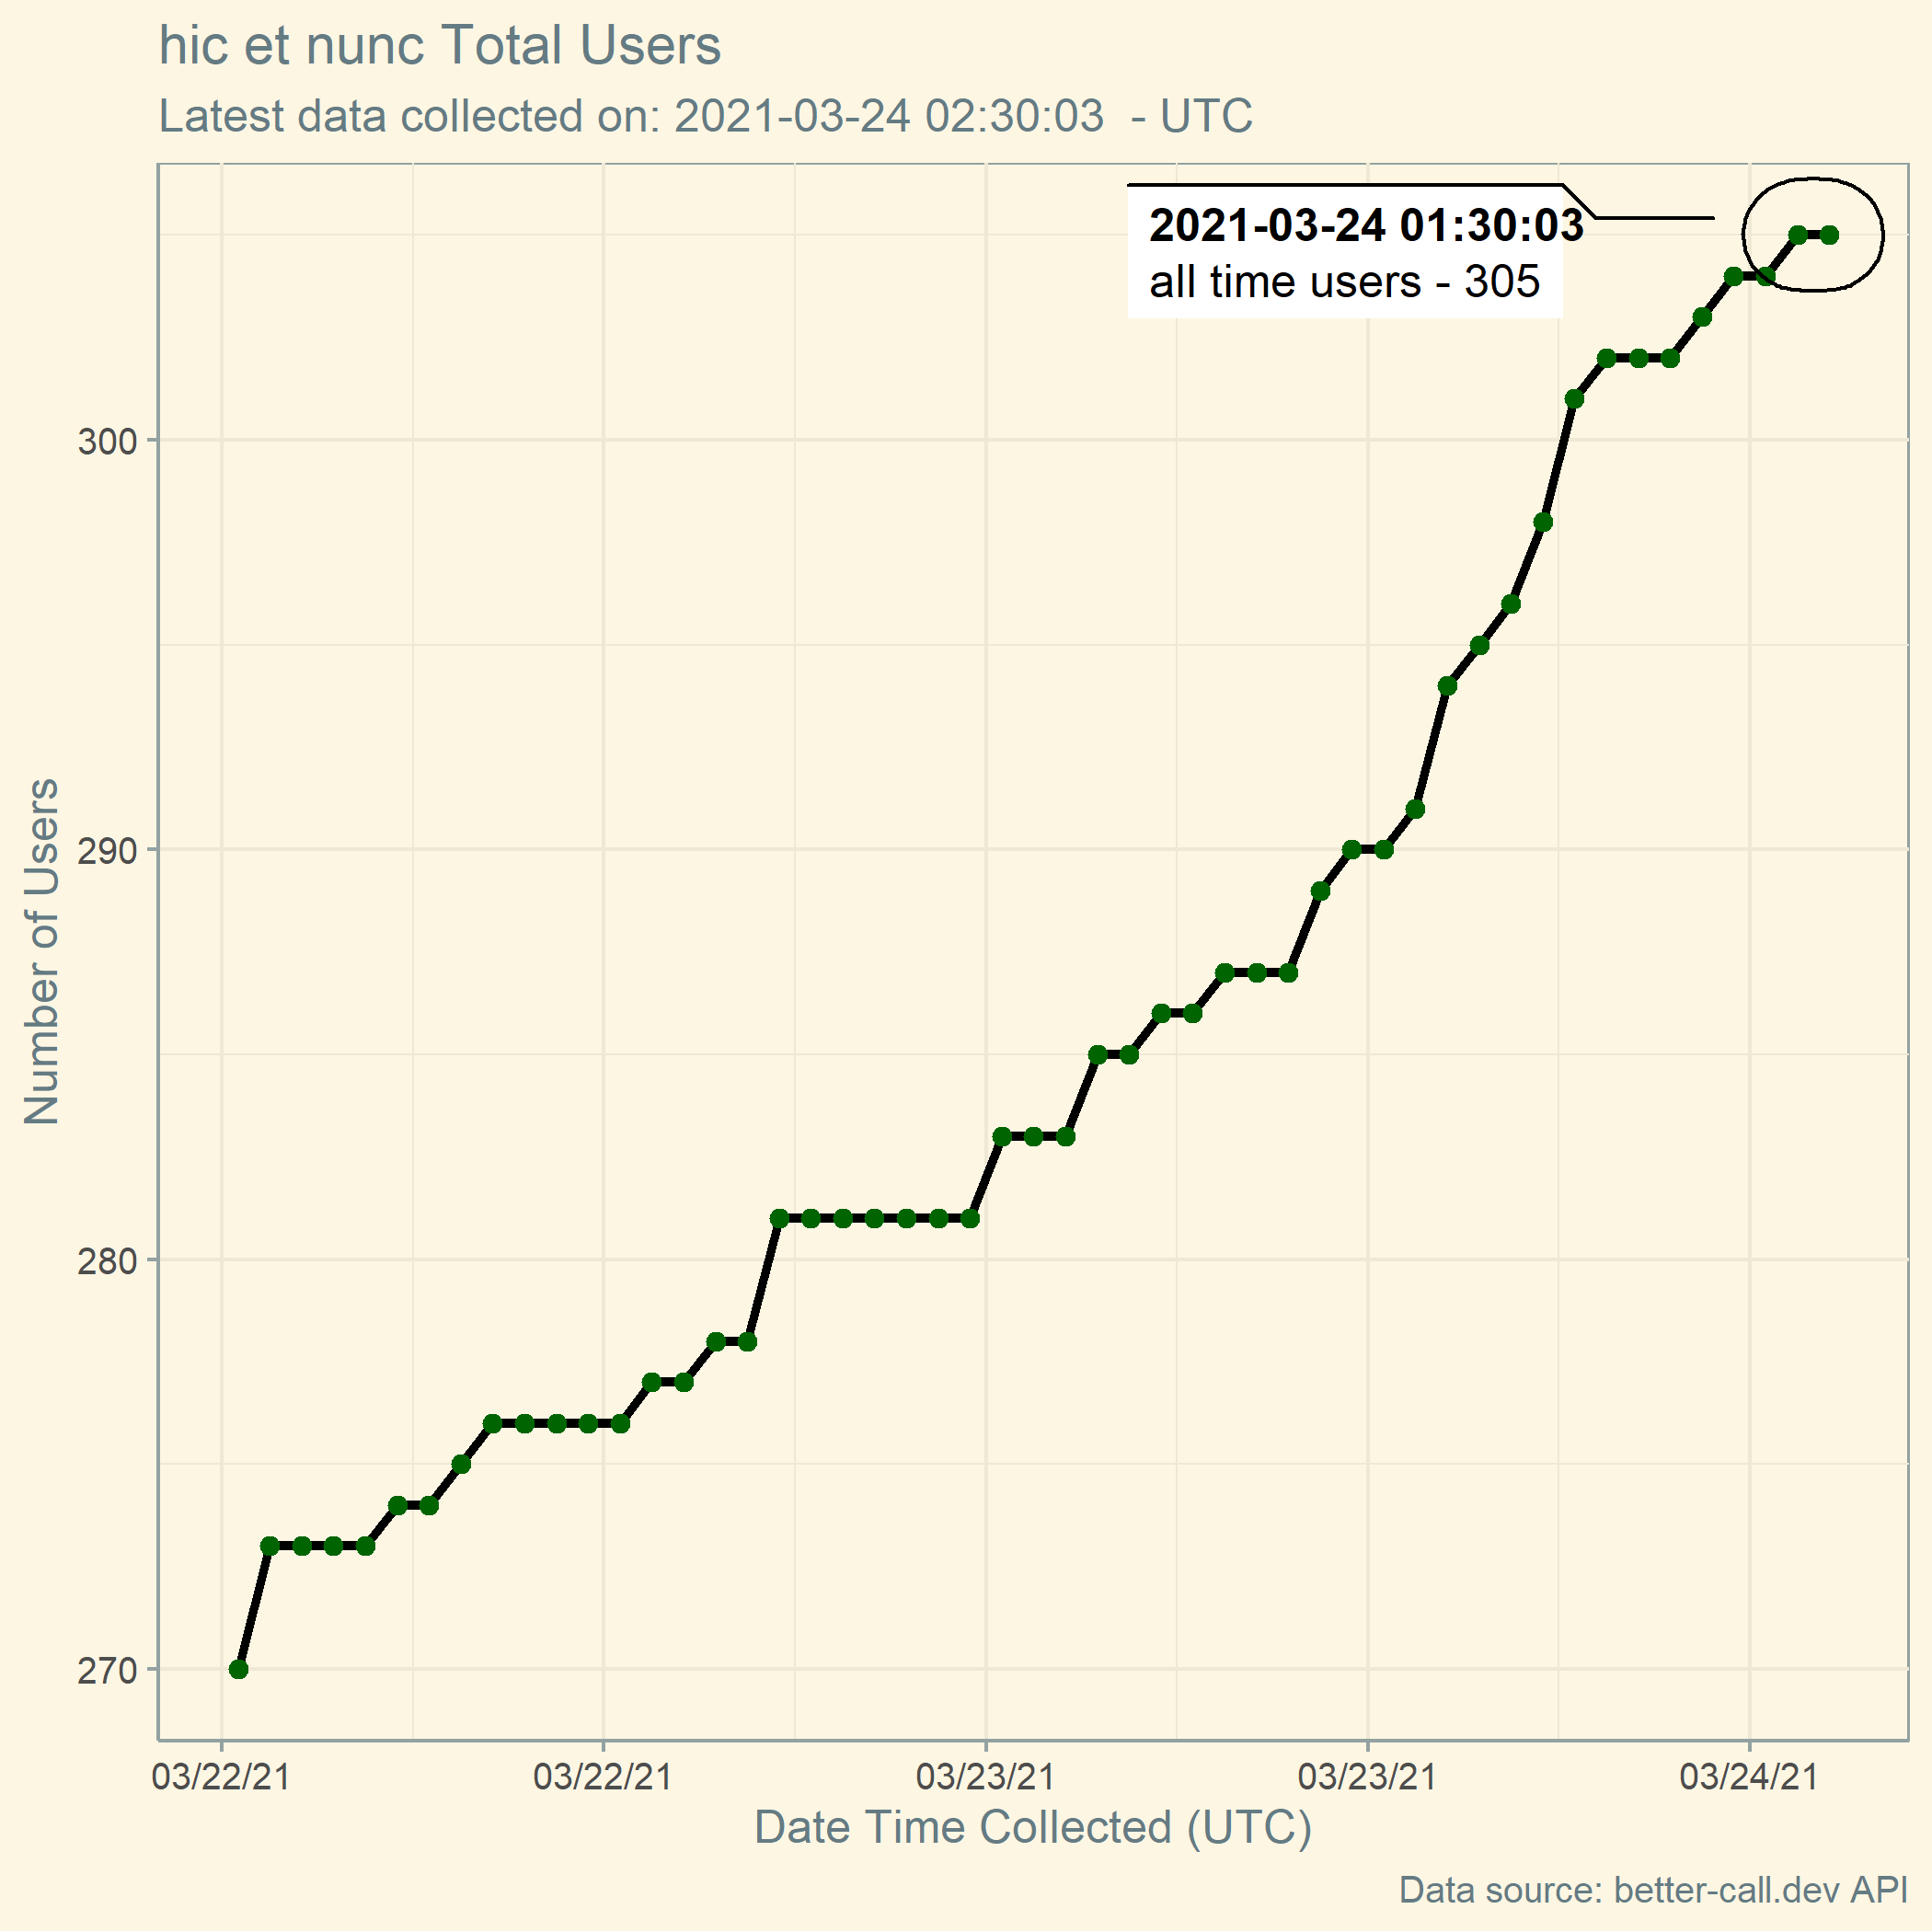 hic et nunc Total Users
Latest data collected on: 2021-03-24 02:30:03  - UTC
2021-03-24 01:30:03
all time users - 305
Number of Users
300
290
280
270
03/22/21 03/22/21 03/23/21 03/23/21 03/24/21
Date Time Collected (UTC)
Data source: better-call.dev API